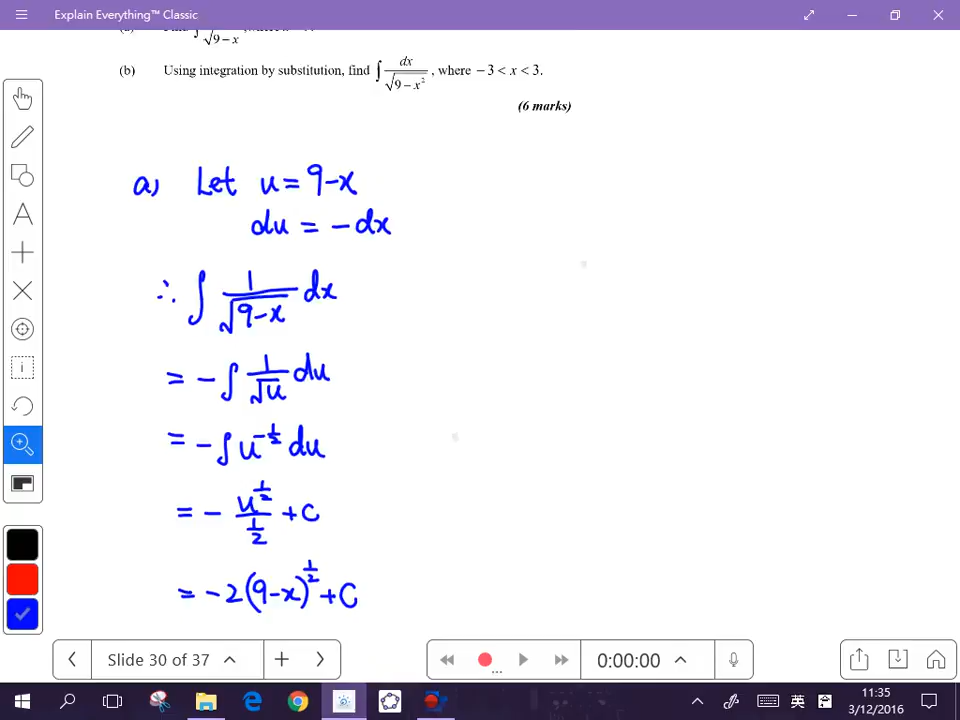 Explain Everything™ Classic
√9 − x
(b) Using integration by substitution, find ∫ dx / √9 − x² , where − 3 < x < 3.
(6 marks)
a) Let u = 9-x
du = -dx
∴ ∫ 1/√9-x dx
= - ∫ 1/√u du
= - ∫ u^-1/2 du
= - u^1/2 / 1/2 + C
= -2(9-x)^1/2 + C
Slide 30 of 37
0:00:00
英
11:35
3/12/2016